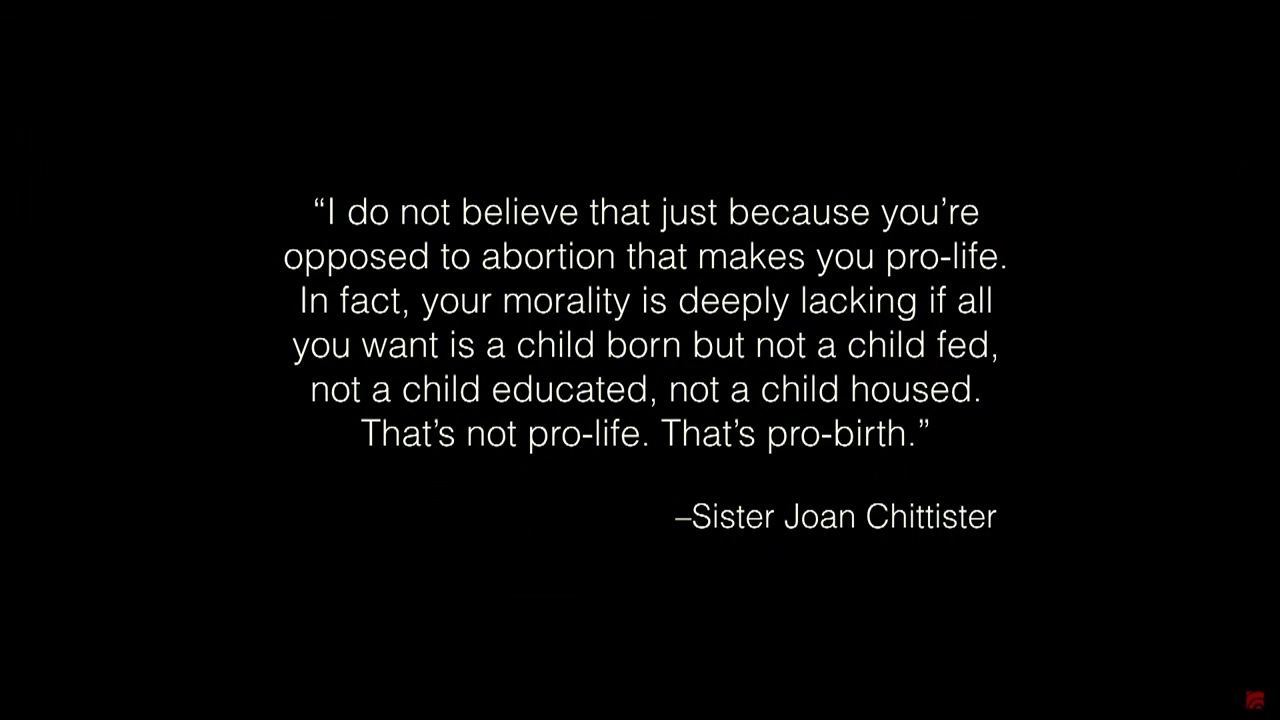 “I do not believe that just because you’re
opposed to abortion that makes you pro-life.
In fact, your morality is deeply lacking if all
you want is a child born but not a child fed,
not a child educated, not a child housed.
That’s not pro-life. That’s pro-birth.”
–Sister Joan Chittister